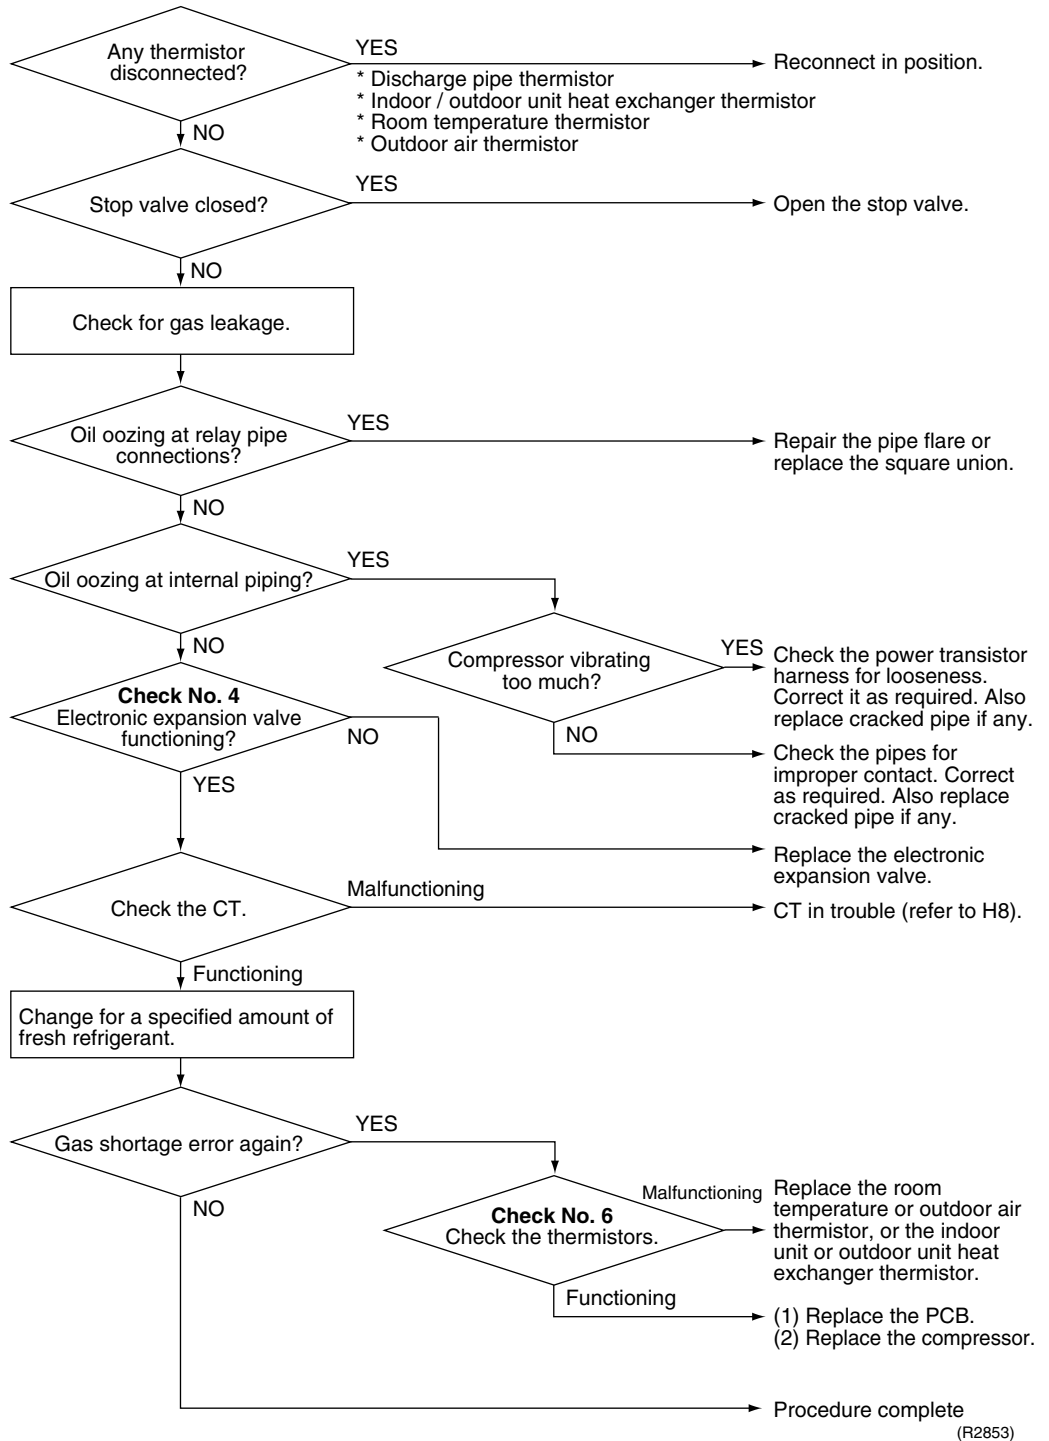 Any thermistor
disconnected?
YES
* Discharge pipe thermistor
* Indoor / outdoor unit heat exchanger thermistor
* Room temperature thermistor
* Outdoor air thermistor
Reconnect in position.
NO
Stop valve closed?
YES
Open the stop valve.
NO
Check for gas leakage.
Oil oozing at relay pipe
connections?
YES
Repair the pipe flare or
replace the square union.
NO
Oil oozing at internal piping?
YES
Compressor vibrating
too much?
YES
Check the power transistor
harness for looseness.
Correct it as required. Also
replace cracked pipe if any.
NO
Check the pipes for
improper contact. Correct
as required. Also replace
cracked pipe if any.
NO
Check No. 4
Electronic expansion valve
functioning?
NO
Replace the electronic
expansion valve.
YES
Check the CT.
Malfunctioning
CT in trouble (refer to H8).
Functioning
Change for a specified amount of
fresh refrigerant.
Gas shortage error again?
YES
Check No. 6
Check the thermistors.
Malfunctioning
Replace the room
temperature or outdoor air
thermistor, or the indoor
unit or outdoor unit heat
exchanger thermistor.
Functioning
(1) Replace the PCB.
(2) Replace the compressor.
NO
Procedure complete
(R2853)